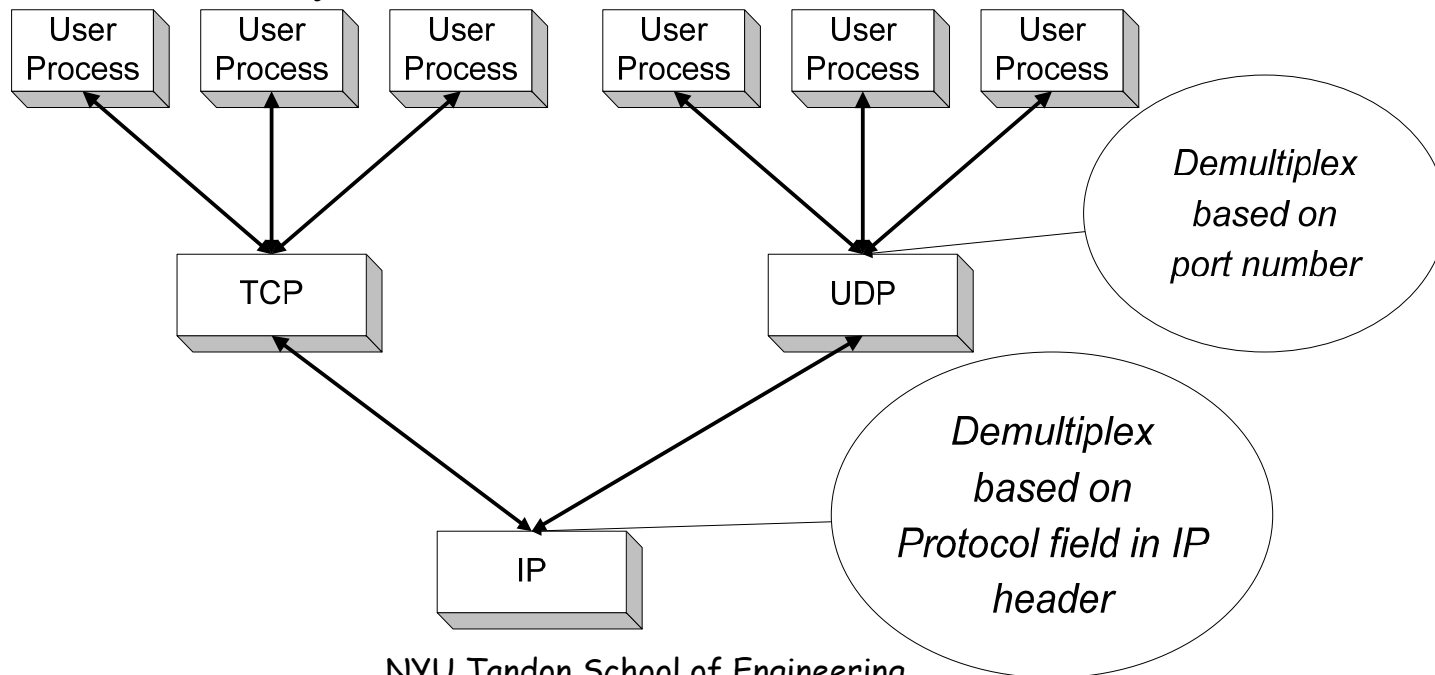 User
Process
User
Process
User
Process
User
Process
User
Process
User
Process
Demultiplex
based on
port number
TCP
UDP
Demultiplex
based on
Protocol field in IP
header
IP
NYU Tandon School of Engineering